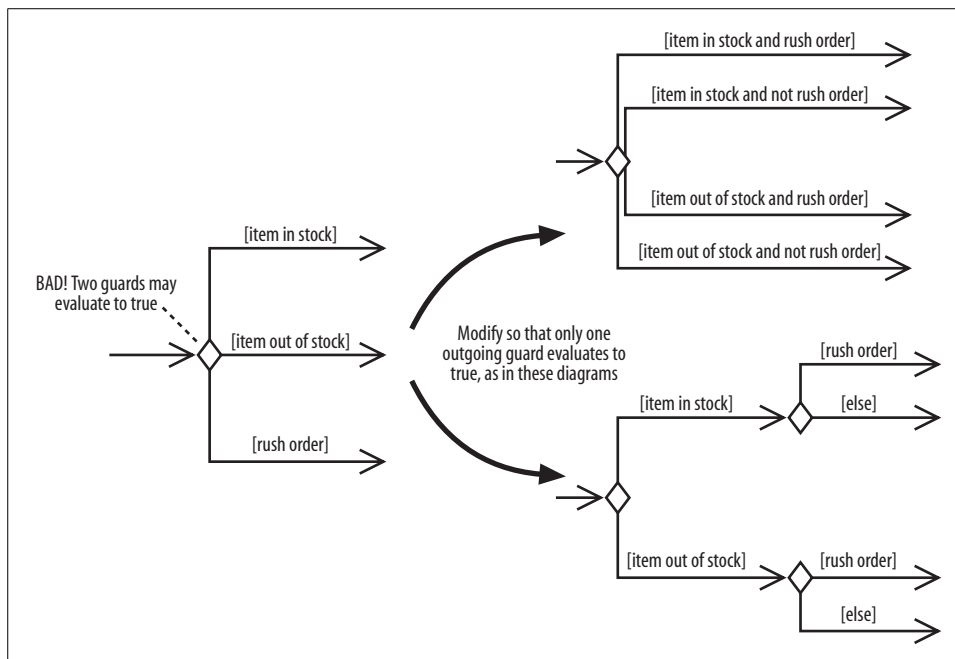 BAD! Two guards may
evaluate to true
[item in stock]
[item out of stock]
[rush order]
Modify so that only one
outgoing guard evaluates to
true, as in these diagrams
[item in stock and rush order]
[item in stock and not rush order]
[item out of stock and rush order]
[item out of stock and not rush order]
[item in stock]
[rush order]
[else]
[item out of stock]
[rush order]
[else]